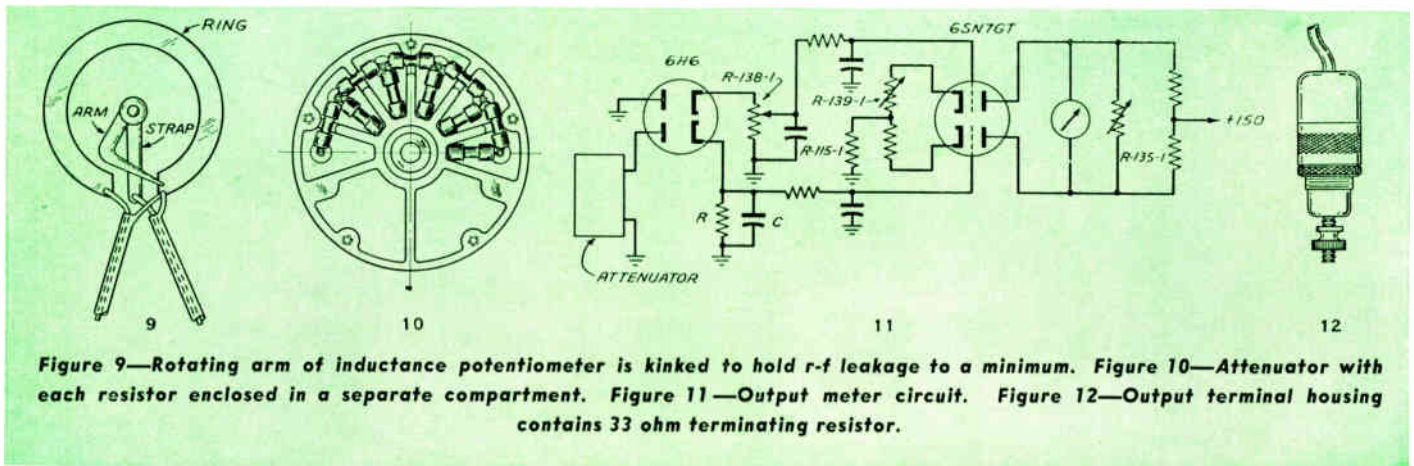 RING
ARM
STRAP
9
10
6H6
R-138-1
6SN7GT
R-139-1
R-115-1
+150
R-135-1
R
C
ATTENUATOR
11
12
Figure 9—Rotating arm of inductance potentiometer is kinked to hold r-f leakage to a minimum. Figure 10—Attenuator with
each resistor enclosed in a separate compartment. Figure 11—Output meter circuit. Figure 12—Output terminal housing
contains 33 ohm terminating resistor.